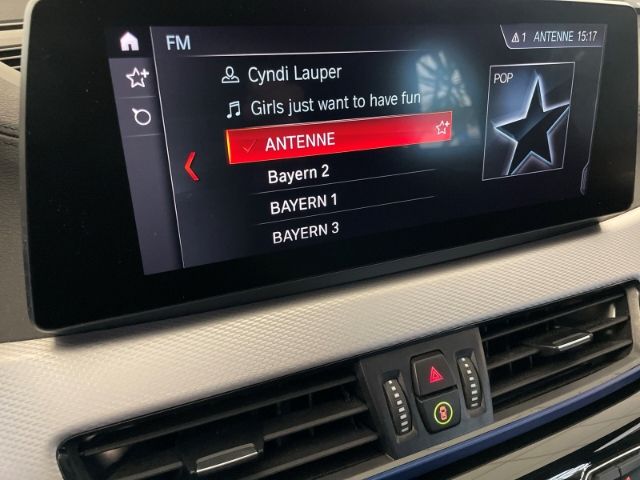 FM
1 ANTENNE 15:17
Cyndi Lauper
Girls just want to have fun
POP
ANTENNE
Bayern 2
BAYERN 1
BAYERN 3